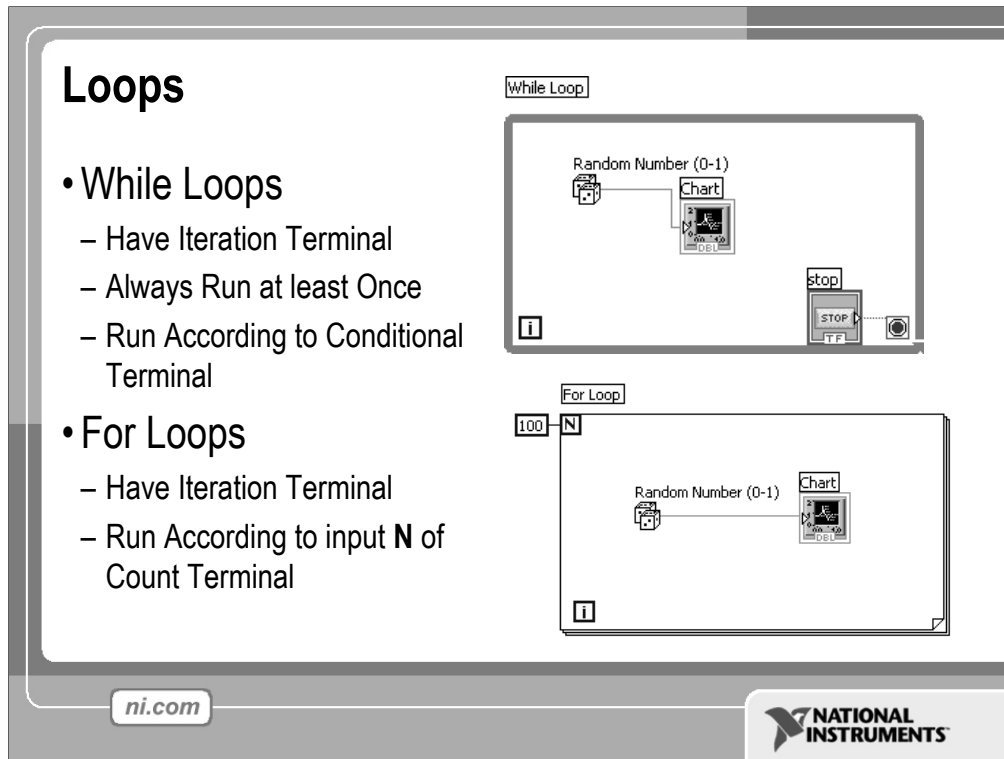 Loops
• While Loops
– Have Iteration Terminal
– Always Run at least Once
– Run According to Conditional
Terminal
• For Loops
– Have Iteration Terminal
– Run According to input N of
Count Terminal
While Loop
Random Number (0-1)
Chart
DBL
stop
STOP
TF
i
For Loop
100
N
Random Number (0-1)
Chart
DBL
i
ni.com
NATIONAL
INSTRUMENTS™